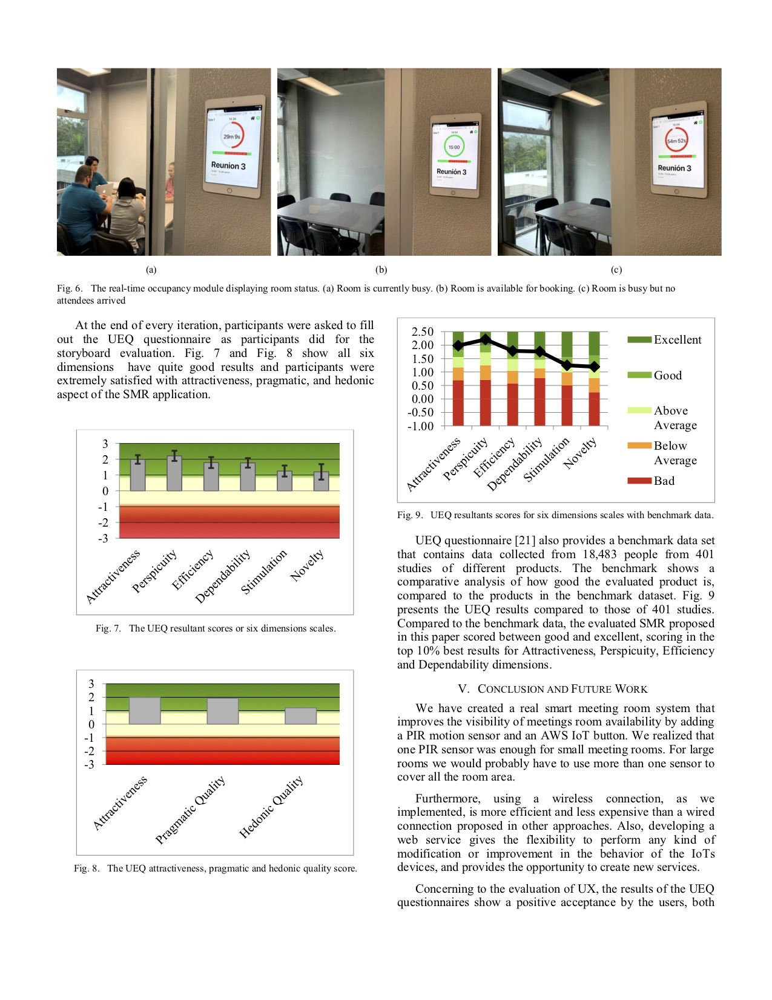 Sala 1
16:30
29m 9s
Reunion 3
14:54
15:00
Reunión 3
Sala 1
15:04
54m 52s
Reunión 3
(a)
(b)
(c)
Fig. 6. The real-time occupancy module displaying room status. (a) Room is currently busy. (b) Room is available for booking. (c) Room is busy but no
attendees arrived
At the end of every iteration, participants were asked to fill
out the UEQ questionnaire as participants did for the
storyboard evaluation. Fig. 7 and Fig. 8 show all six
dimensions have quite good results and participants were
extremely satisfied with attractiveness, pragmatic, and hedonic
aspect of the SMR application.
3
2
1
0
-1
-2
-3
Attractiveness
Perspicuity
Efficiency
Dependability
Stimulation
Novelty
Fig. 7. The UEQ resultant scores or six dimensions scales.
3
2
1
0
-1
-2
-3
Attractiveness
Pragmatic Quality
Hedonic Quality
Fig. 8. The UEQ attractiveness, pragmatic and hedonic quality score.
2.50
2.00
1.50
1.00
0.50
0.00
-0.50
-1.00
Attractiveness
Perspicuity
Efficiency
Dependability
Stimulation
Novelty
Excellent
Good
Above
Average
Below
Average
Bad
Fig. 9. UEQ resultants scores for six dimensions scales with benchmark data.
UEQ questionnaire [21] also provides a benchmark data set
that contains data collected from 18,483 people from 401
studies of different products. The benchmark shows a
comparative analysis of how good the evaluated product is,
compared to the products in the benchmark dataset. Fig. 9
presents the UEQ results compared to those of 401 studies.
Compared to the benchmark data, the evaluated SMR proposed
in this paper scored between good and excellent, scoring in the
top 10% best results for Attractiveness, Perspicuity, Efficiency
and Dependability dimensions.
V. CONCLUSION AND FUTURE WORK
We have created a real smart meeting room system that
improves the visibility of meetings room availability by adding
a PIR motion sensor and an AWS IoT button. We realized that
one PIR sensor was enough for small meeting rooms. For large
rooms we would probably have to use more than one sensor to
cover all the room area.
Furthermore, using a wireless connection, as we
implemented, is more efficient and less expensive than a wired
connection proposed in other approaches. Also, developing a
web service gives the flexibility to perform any kind of
modification or improvement in the behavior of the IoTs
devices, and provides the opportunity to create new services.
Concerning to the evaluation of UX, the results of the UEQ
questionnaires show a positive acceptance by the users, both